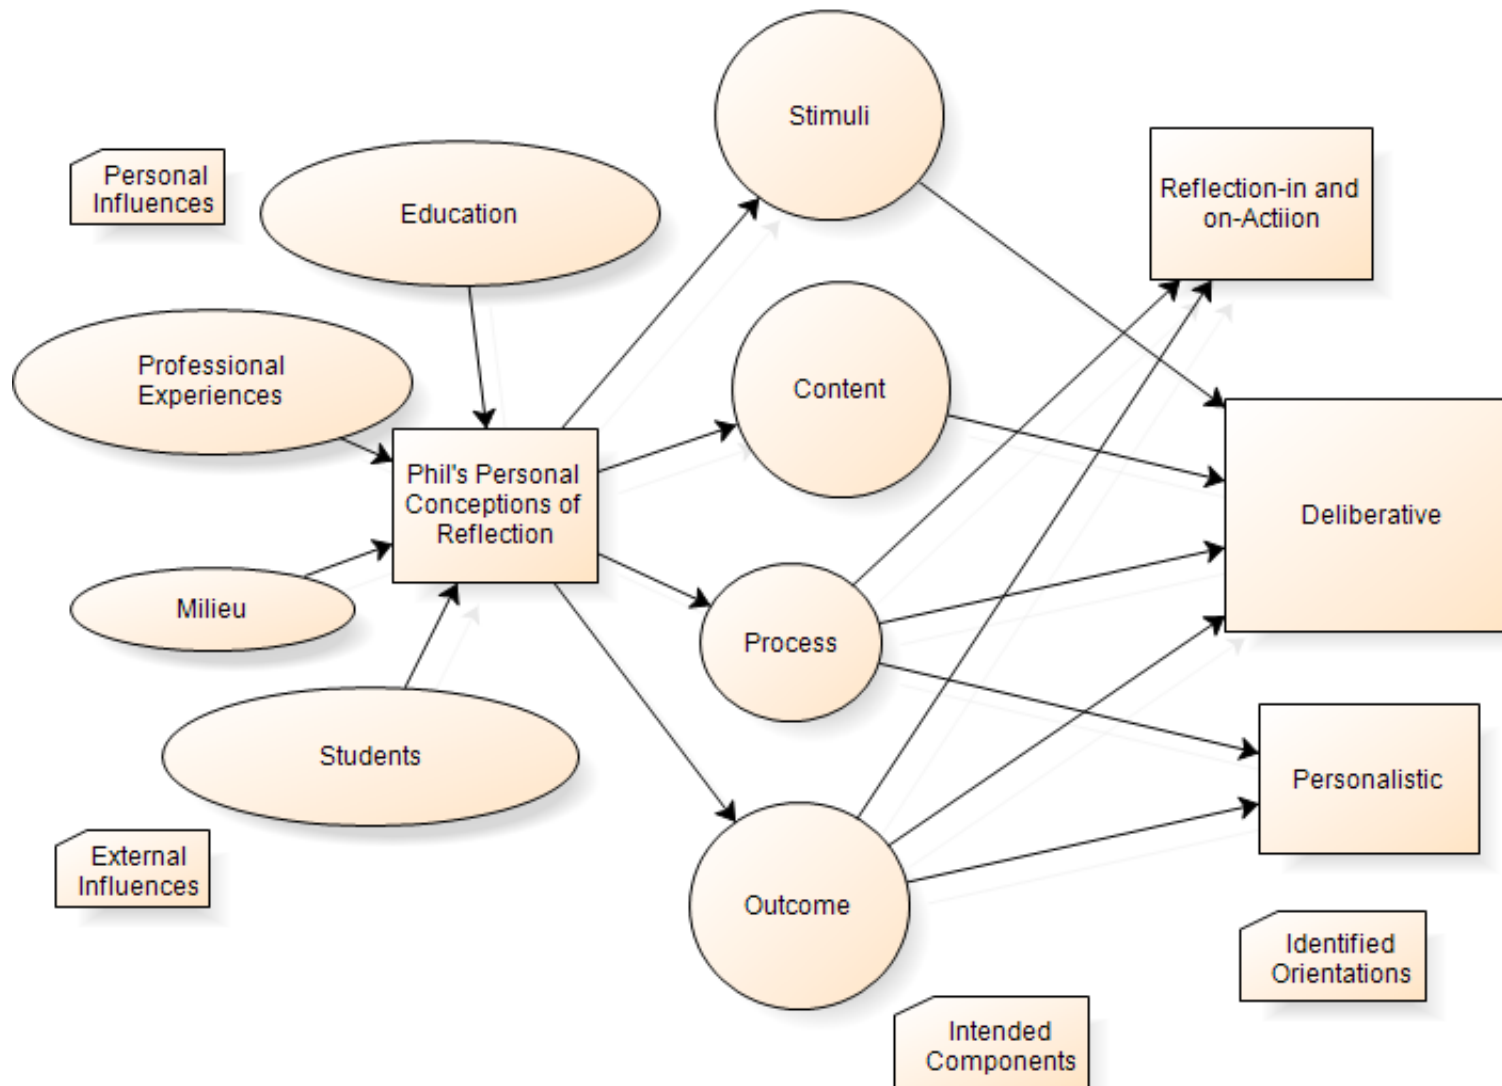 Stimuli
Personal
Influences
Education
Reflection-in and
on-Actiion
Professional
Experiences
Content
Phil's Personal
Conceptions of
Reflection
Deliberative
Milieu
Process
Students
Personalistic
External
Influences
Outcome
Identified
Orientations
Intended
Components